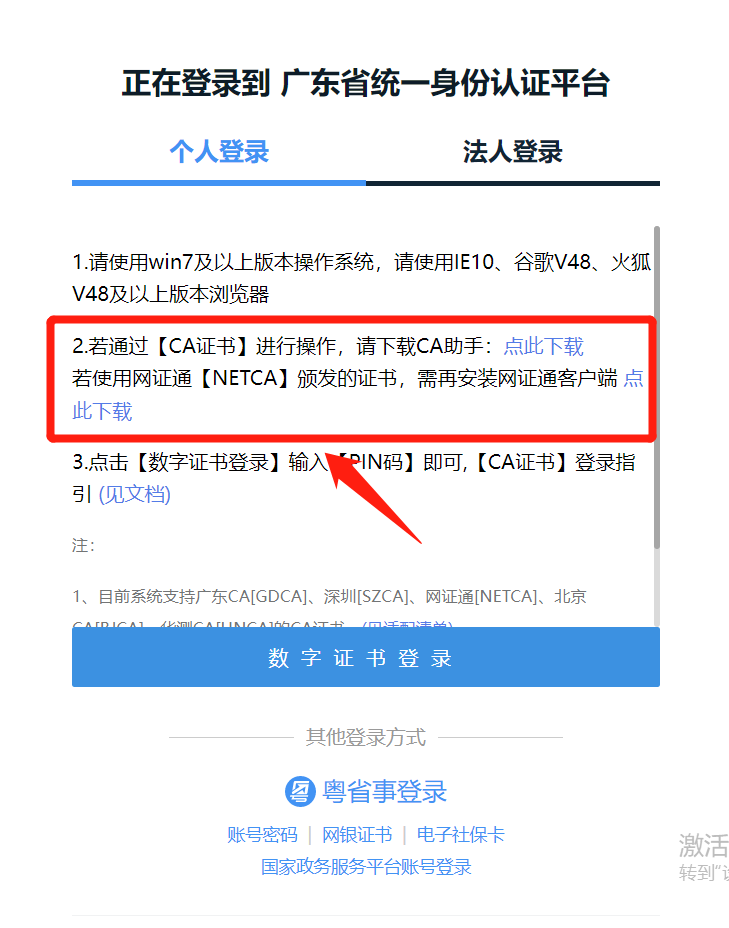 正在登录到 广东省统一身份认证平台
个人登录 法人登录
1.请使用win7及以上版本操作系统，请使用IE10、谷歌V48、火狐
V48及以上版本浏览器
2.若通过【CA证书】进行操作，请下载CA助手：点此下载
若使用网证通【NETCA】颁发的证书，需再安装网证通客户端 点
此下载
3.点击【数字证书登录】输入【PIN码】即可,【CA证书】登录指
引 (见文档)
注：
1、目前系统支持广东CA[GDCA]、深圳[SZCA]、网证通[NETCA]、北京
数字证书登录
其他登录方式
粤 粤省事登录
账号密码 | 网银证书 | 电子社保卡
国家政务服务平台账号登录
激活
转到"